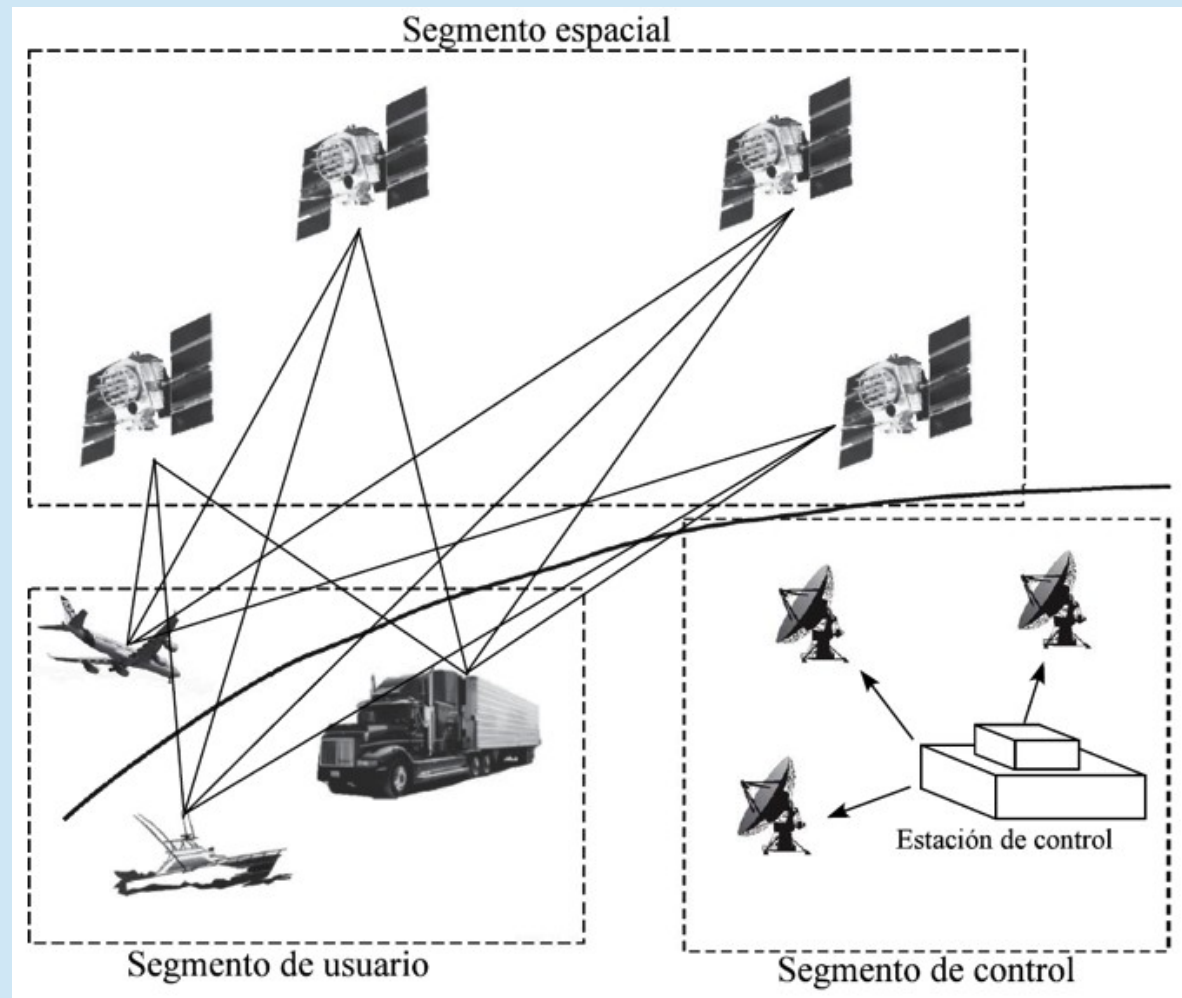 Segmento espacial
Estación de control
Segmento de usuario
Segmento de control